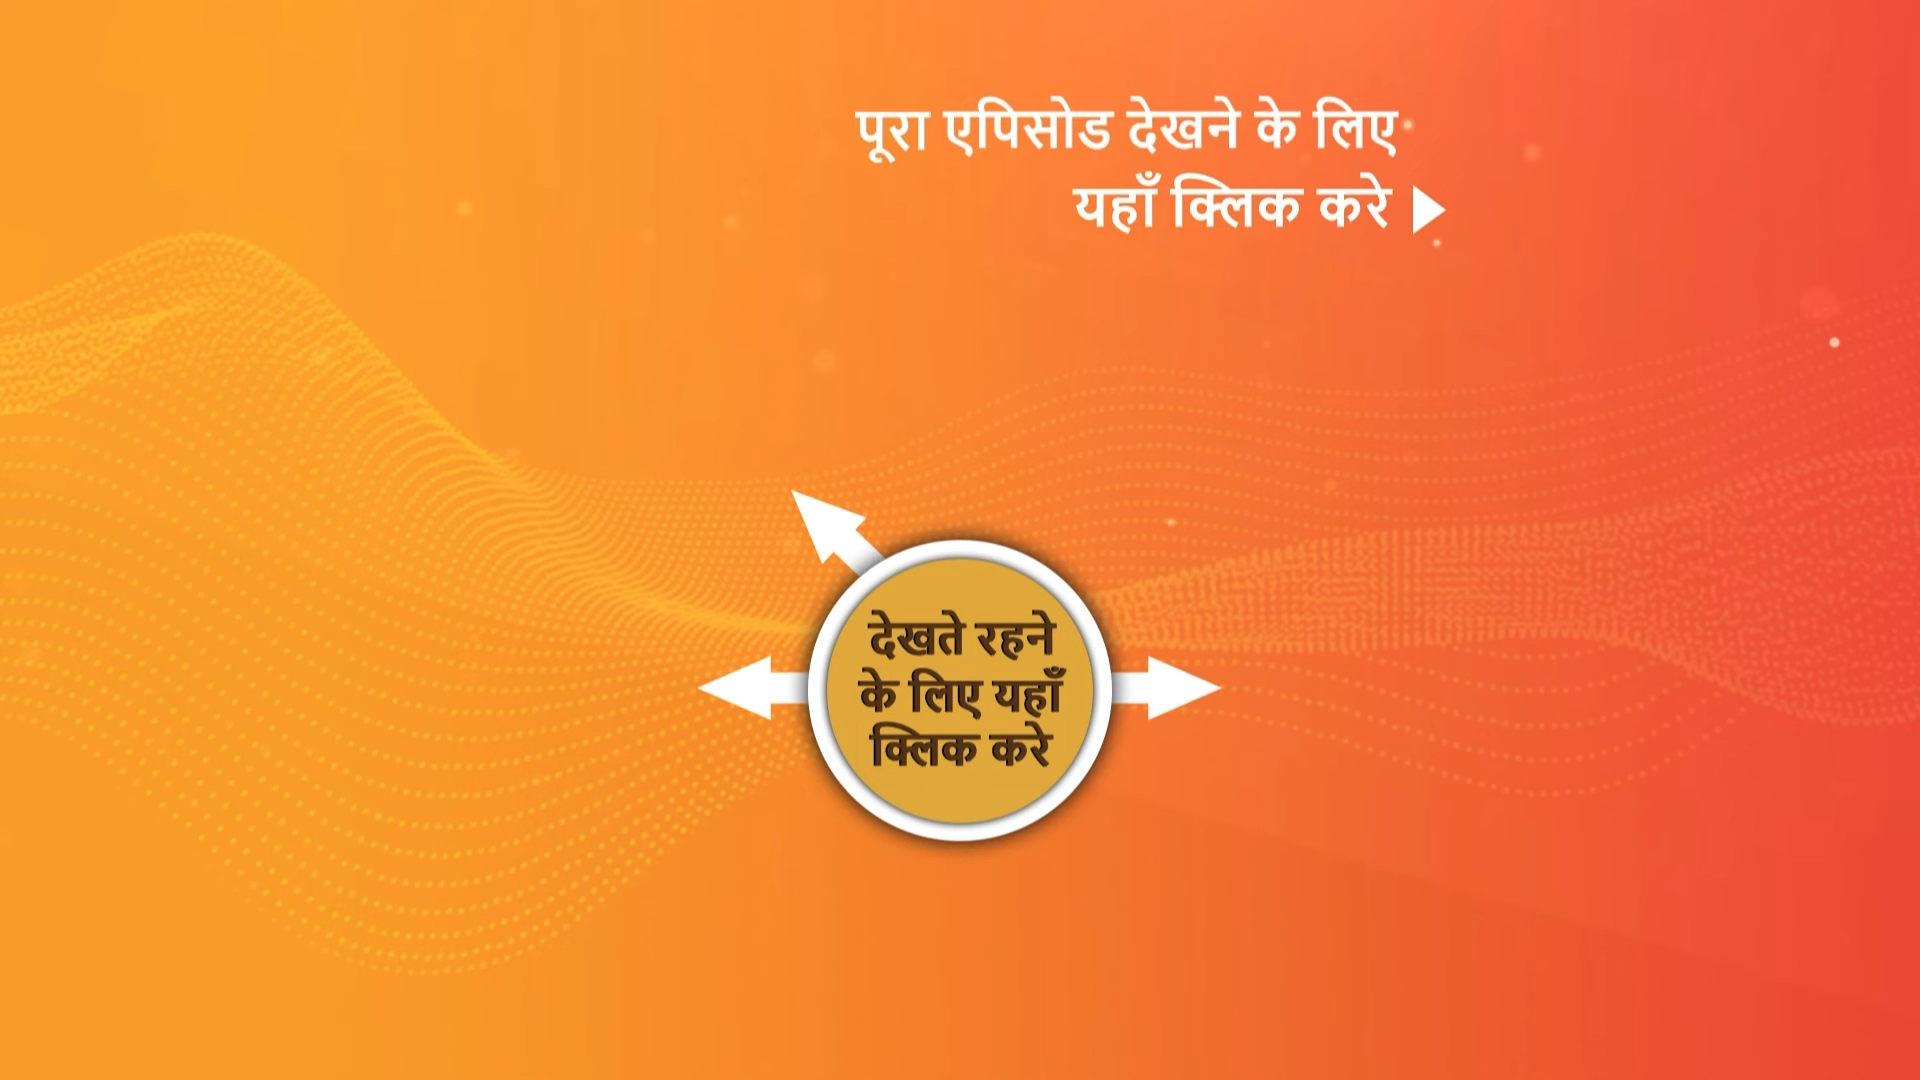 पूरा एपिसोड देखने के लिए
यहाँ क्लिक करे
देखते रहने
के लिए यहाँ
क्लिक करे